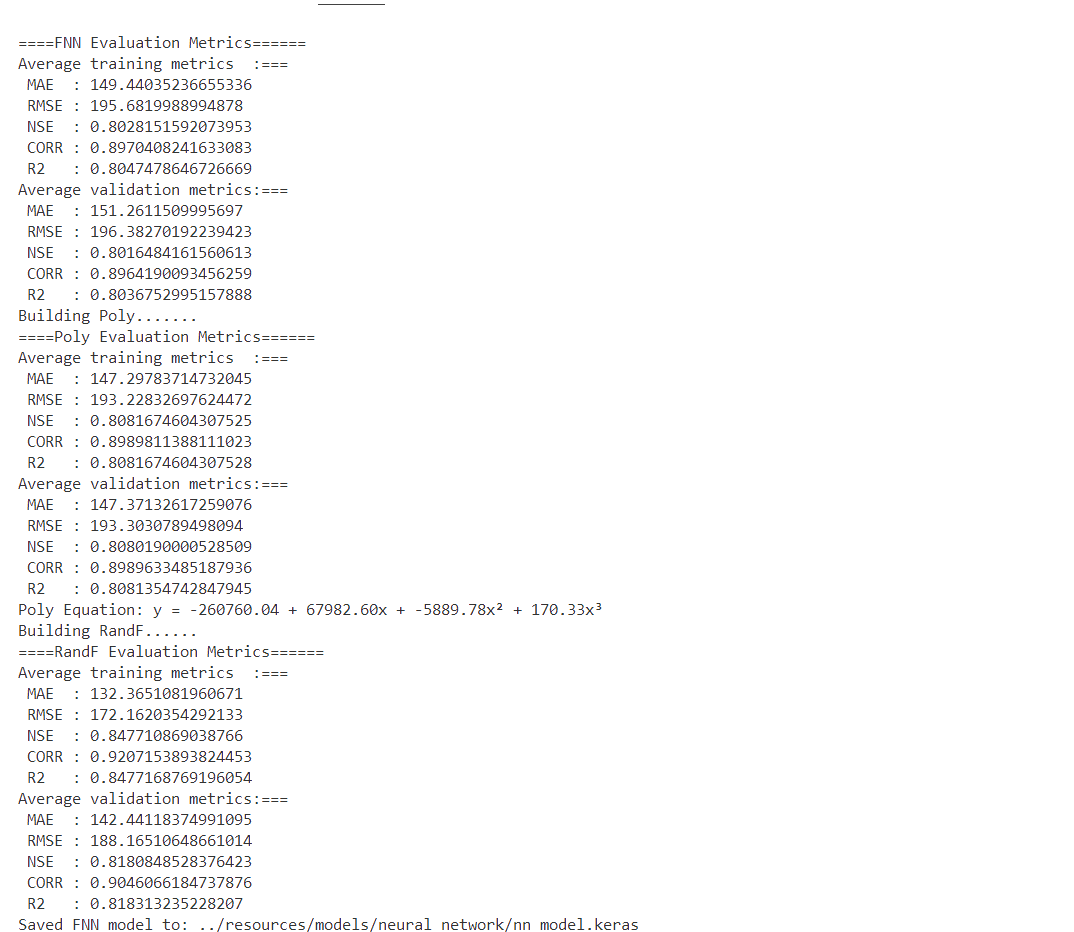 ====FNN Evaluation Metrics======
Average training metrics  :===
 MAE  : 149.44035236655336
 RMSE : 195.6819988994878
 NSE  : 0.8028151592073953
 CORR : 0.8970408241633083
 R2   : 0.8047478646726669
Average validation metrics:===
 MAE  : 151.2611509995697
 RMSE : 196.38270192239423
 NSE  : 0.8016484161560613
 CORR : 0.8964190093456259
 R2   : 0.8036752995157888
Building Poly.......
====Poly Evaluation Metrics======
Average training metrics  :===
 MAE  : 147.29783714732045
 RMSE : 193.22832697624472
 NSE  : 0.8081674604307525
 CORR : 0.8989811388111023
 R2   : 0.8081674604307528
Average validation metrics:===
 MAE  : 147.37132617259076
 RMSE : 193.3030789498094
 NSE  : 0.8080190000528509
 CORR : 0.8989633485187936
 R2   : 0.8081354742847945
Poly Equation: y = -260760.04 + 67982.60x + -5889.78x² + 170.33x³
Building RandF......
====RandF Evaluation Metrics======
Average training metrics  :===
 MAE  : 132.3651081960671
 RMSE : 172.1620354292133
 NSE  : 0.847710869038766
 CORR : 0.9207153893824453
 R2   : 0.8477168769196054
Average validation metrics:===
 MAE  : 142.44118374991095
 RMSE : 188.16510648661014
 NSE  : 0.8180848528376423
 CORR : 0.9046066184737876
 R2   : 0.818313235228207
Saved FNN model to: ../resources/models/neural network/nn model.keras